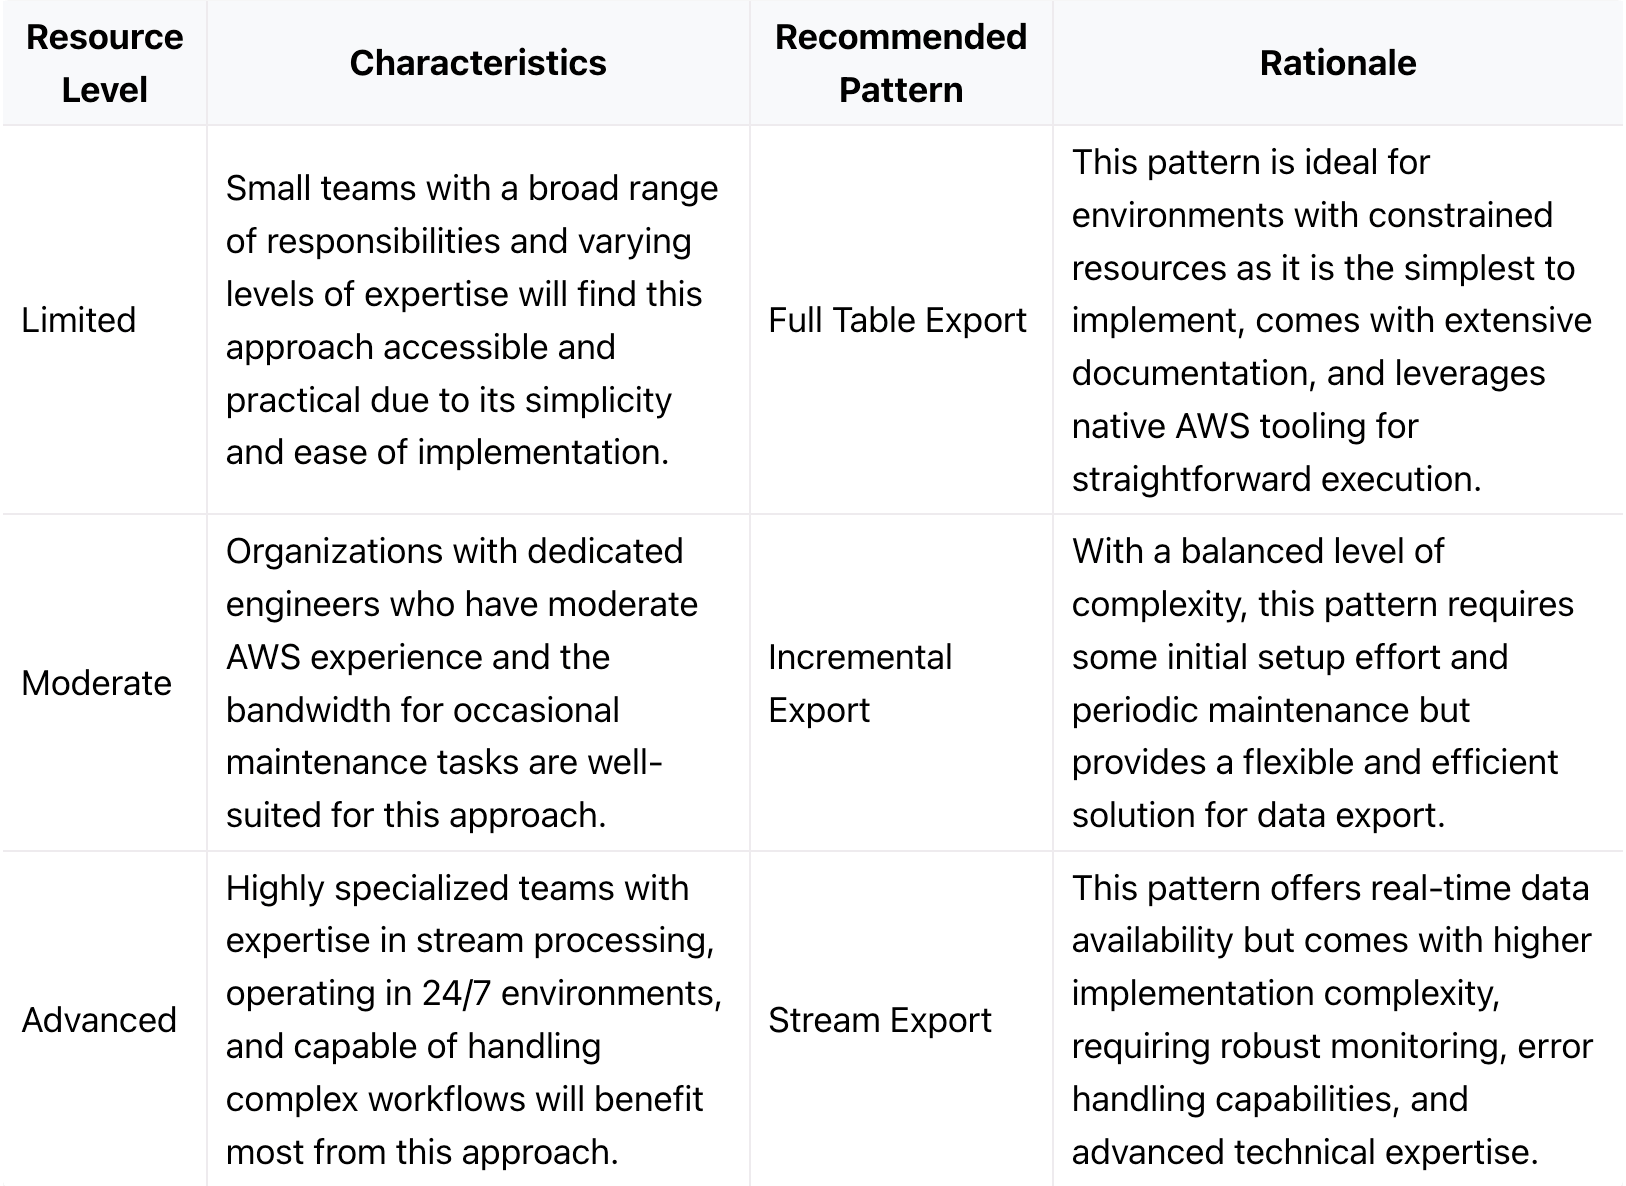 Resource
Level
Characteristics
Recommended
Pattern
Rationale
Limited
Small teams with a broad range
of responsibilities and varying
levels of expertise will find this
approach accessible and
practical due to its simplicity
and ease of implementation.
Full Table Export
This pattern is ideal for
environments with constrained
resources as it is the simplest to
implement, comes with extensive
documentation, and leverages
native AWS tooling for
straightforward execution.
Moderate
Organizations with dedicated
engineers who have moderate
AWS experience and the
bandwidth for occasional
maintenance tasks are well-
suited for this approach.
Incremental
Export
With a balanced level of
complexity, this pattern requires
some initial setup effort and
periodic maintenance but
provides a flexible and efficient
solution for data export.
Advanced
Highly specialized teams with
expertise in stream processing,
operating in 24/7 environments,
and capable of handling
complex workflows will benefit
most from this approach.
Stream Export
This pattern offers real-time data
availability but comes with higher
implementation complexity,
requiring robust monitoring, error
handling capabilities, and
advanced technical expertise.